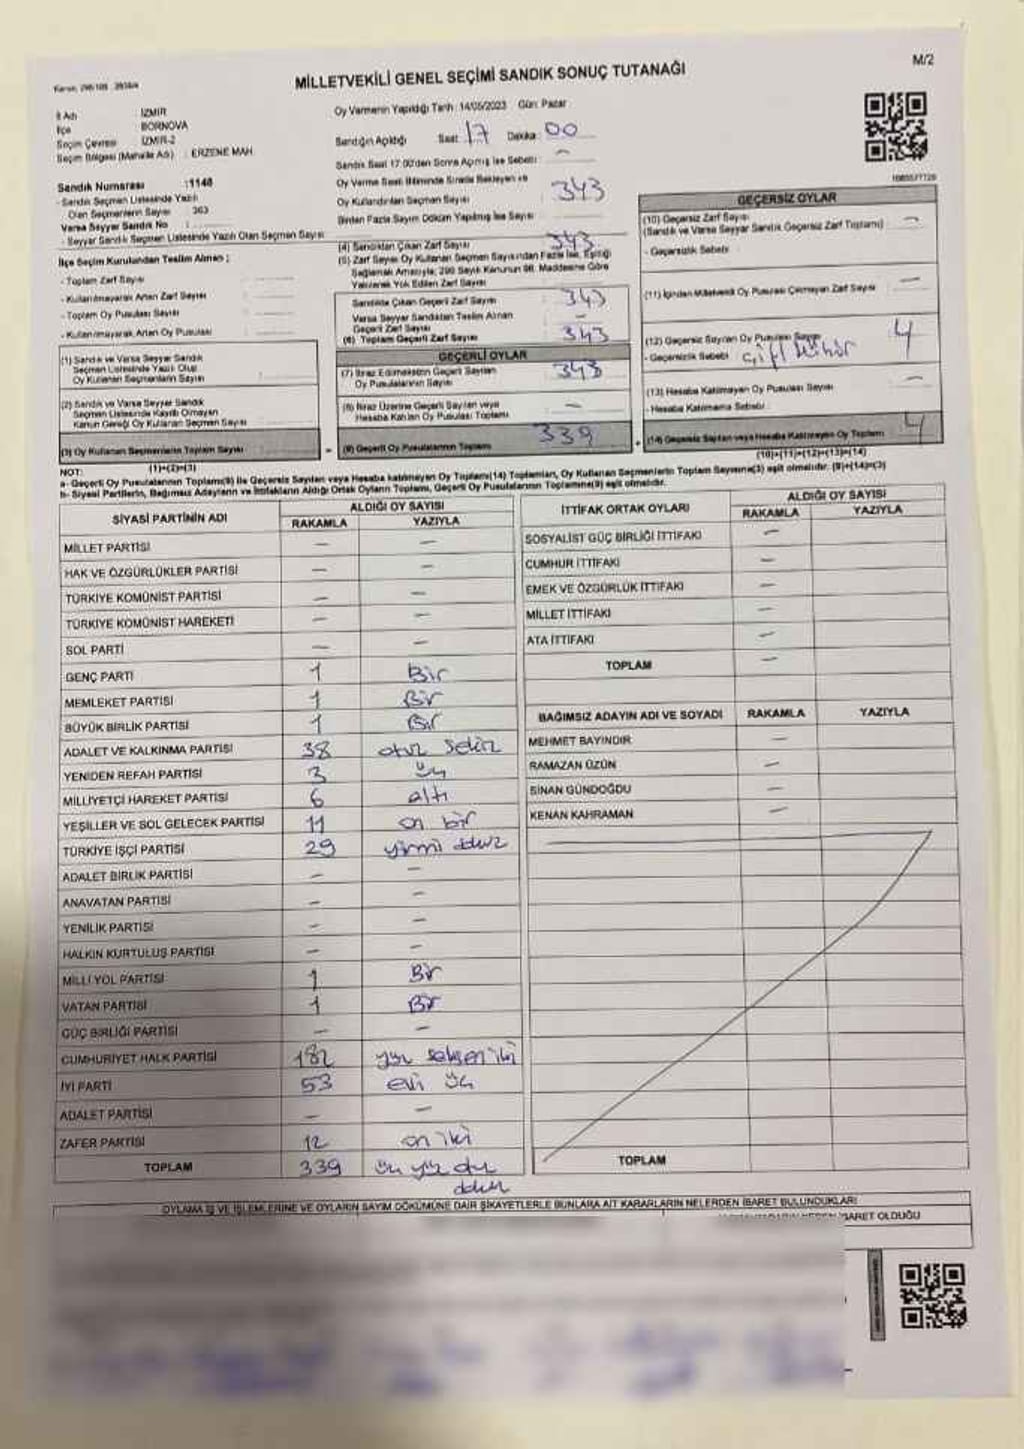 M/2
MİLLETVEKİLİ GENEL SEÇİMİ SANDIK SONUÇ TUTANAĞI
İl Adı : İZMİR
İlçe : BORNOVA
Seçim Çevresi : İZMİR-2
Seçim Bölgesi (Mahalle Adı) : ERZENE MAH.
Oy Vermenin Yapıldığı Tarih :14/05/2023 Gün: Pazar
Sandığın Açıldığı Saat: 17 Dakika: 00
Sandık Saat 17:00'den Sonra Açılmış İse Sebebi: –
Sandık Numarası :1148
- Sandık Seçmen Listesinde Yazılı
Olan Seçmenlerin Sayısı : 363
Varsa Seyyar Sandık No :
- Seyyar Sandık Seçmen Listesinde Yazılı Olan Seçmen Sayısı :
İlçe Seçim Kurulundan Teslim Alınan :
- Toplam Zarf Sayısı :
- Kullanılmayarak Artan Zarf Sayısı :
- Toplam Oy Pusulası Sayısı :
- Kullanılmayarak Artan Oy Pusulası :
(1) Sandık ve Varsa Seyyar Sandık
Seçmen Listesinde Yazılı Olup
Oy Kullanan Seçmenlerin Sayısı :
(2) Sandık ve Varsa Seyyar Sandık
Seçmen Listesinde Kayıtlı Olmayan
Kanun Gereği Oy Kullanan Seçmen Sayısı
(3) Oy Kullanan Seçmenlerin Toplam Sayısı :
(1)+(2)=(3)
Oy Verme Saati Bitiminde Sırada Bekleyen ve
Oy Kullandırılan Seçmen Sayısı : 343
Birden Fazla Sayım Döküm Yapılmış İse Sayısı :
(4) Sandıktan Çıkan Zarf Sayısı : 343
(5) Zarf Sayısı Oy Kullanan Seçmen Sayısından Fazla İse, Eşitliği
Sağlamak Amacıyla; 298 Sayılı Kanunun 98. Maddesine Göre
Yakılarak Yok Edilen Zarf Sayısı :
Sandıkta Çıkan Geçerli Zarf Sayısı : 343
Varsa Seyyar Sandıktan Teslim Alınan
Geçerli Zarf Sayısı : –
(6) Toplam Geçerli Zarf Sayısı : 343
GEÇERLİ OYLAR
(7) İtiraz Edilmeksizin Geçerli Sayılan
Oy Pusulalarının Sayısı : 343
(8) İtiraz Üzerine Geçerli Sayılan veya
Hesaba Katılan Oy Pusulası Toplamı : –
(9) Geçerli Oy Pusulalarının Toplamı : 339
GEÇERSİZ OYLAR
(10) Geçersiz Zarf Sayısı : –
(Sandık ve Varsa Seyyar Sandık Geçersiz Zarf Toplamı)
- Geçersizlik Sebebi :
(11) İçinden Milletvekili Oy Pusulası Çıkmayan Zarf Sayısı : –
(12) Geçersiz Sayılan Oy Pusulası Sayısı : 4
- Geçersizlik Sebebi : Çift Mühür
(13) Hesaba Katılmayan Oy Pusulası Sayısı : –
- Hesaba Katılmama Sebebi :
(14) Geçersiz Sayılan veya Hesaba Katılmayan Oy Toplamı : 4
(10)+(11)+(12)+(13)=(14)
NOT:
a- Geçerli Oy Pusulalarının Toplamı(9) ile Geçersiz Sayılan veya Hesaba katılmayan Oy Toplamı(14) Toplamları, Oy Kullanan Seçmenlerin Toplam Sayısına(3) eşit olmalıdır. (9)+(14)=(3)
b- Siyasi Partilerin, Bağımsız Adayların ve İttifakların Aldığı Ortak Oyların Toplamı, Geçerli Oy Pusulalarının Toplamına(9) eşit olmalıdır.
SİYASİ PARTİNİN ADI ALDIĞI OY SAYISI
RAKAMLA YAZIYLA
MİLLET PARTİSİ – –
HAK VE ÖZGÜRLÜKLER PARTİSİ – –
TÜRKİYE KOMÜNİST PARTİSİ – –
TÜRKİYE KOMÜNİST HAREKETİ – –
SOL PARTİ – –
GENÇ PARTİ 1 Bir
MEMLEKET PARTİSİ 1 Bir
BÜYÜK BİRLİK PARTİSİ 1 Bir
ADALET VE KALKINMA PARTİSİ 38 otuz sekiz
YENİDEN REFAH PARTİSİ 3 üç
MİLLİYETÇİ HAREKET PARTİSİ 6 altı
YEŞİLLER VE SOL GELECEK PARTİSİ 11 on bir
TÜRKİYE İŞÇİ PARTİSİ 29 yirmi dokuz
ADALET BİRLİK PARTİSİ – –
ANAVATAN PARTİSİ – –
YENİLİK PARTİSİ – –
HALKIN KURTULUŞ PARTİSİ – –
MİLLİ YOL PARTİSİ 1 Bir
VATAN PARTİSİ 1 Bir
GÜÇ BİRLİĞİ PARTİSİ – –
CUMHURİYET HALK PARTİSİ 182 yüz seksen iki
İYİ PARTİ 53 elli üç
ADALET PARTİSİ – –
ZAFER PARTİSİ 12 on iki
TOPLAM 339 üç yüz otuz
dokuz
İTTİFAK ORTAK OYLARI ALDIĞI OY SAYISI
RAKAMLA YAZIYLA
SOSYALİST GÜÇ BİRLİĞİ İTTİFAKI –
CUMHUR İTTİFAKI –
EMEK VE ÖZGÜRLÜK İTTİFAKI –
MİLLET İTTİFAKI –
ATA İTTİFAKI –
TOPLAM –
BAĞIMSIZ ADAYIN ADI VE SOYADI RAKAMLA YAZIYLA
MEHMET BAYINDIR –
RAMAZAN ÜZÜN –
SİNAN GÜNDOĞDU –
KENAN KAHRAMAN –
TOPLAM
OYLAMA İŞ VE İŞLEMLERİNE VE OYLARIN SAYIM DÖKÜMÜNE DAİR ŞİKAYETLERLE BUNLARA AİT KARARLARIN NELERDEN İBARET BULUNDUKLARI
İBARET OLDUĞU